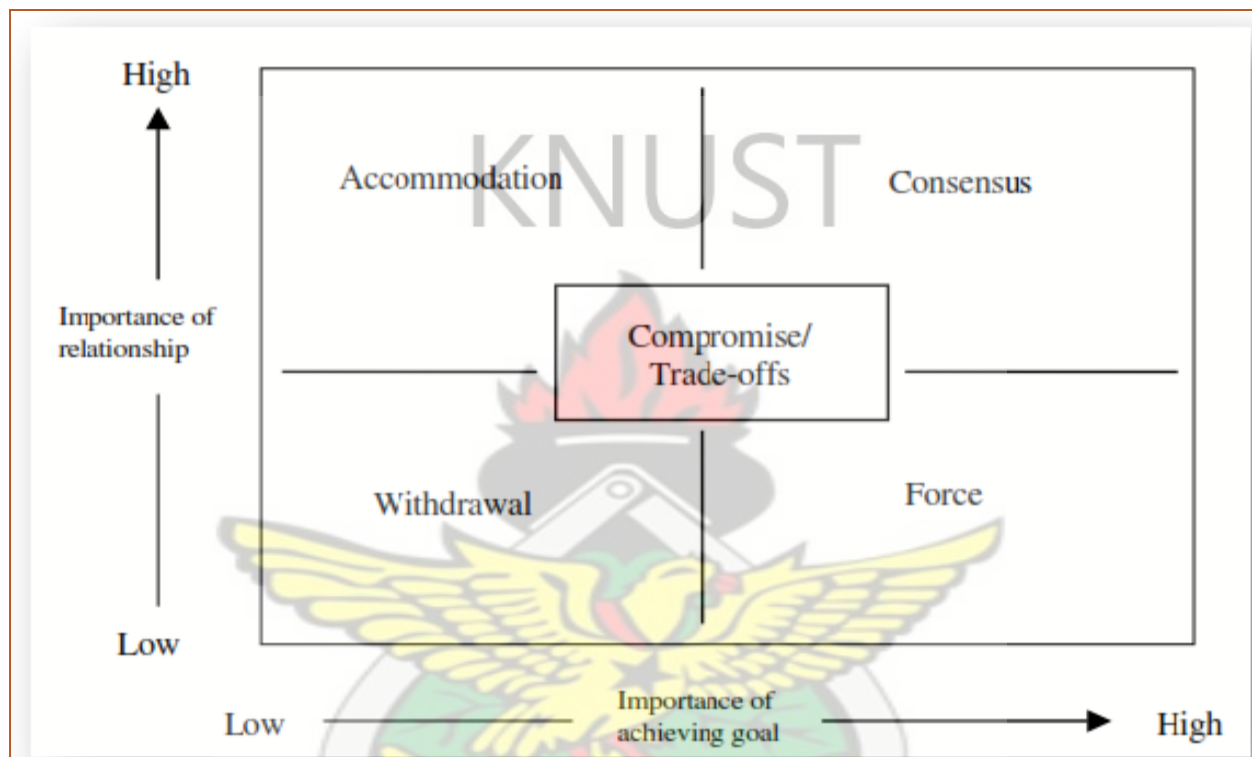 High
KNUST
Accommodation
Consensus
Importance of
relationship
Compromise/
Trade-offs
Withdrawal
Force
Low
Low
Importance of
achieving goal
High